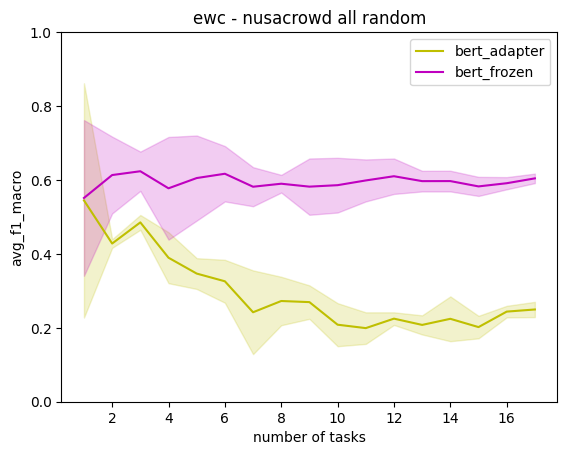 ewc - nusacrowd all random
bert_adapter
bert_frozen
avg_f1_macro
1.0
0.8
0.6
0.4
0.2
0.0
2 4 6 8 10 12 14 16
number of tasks